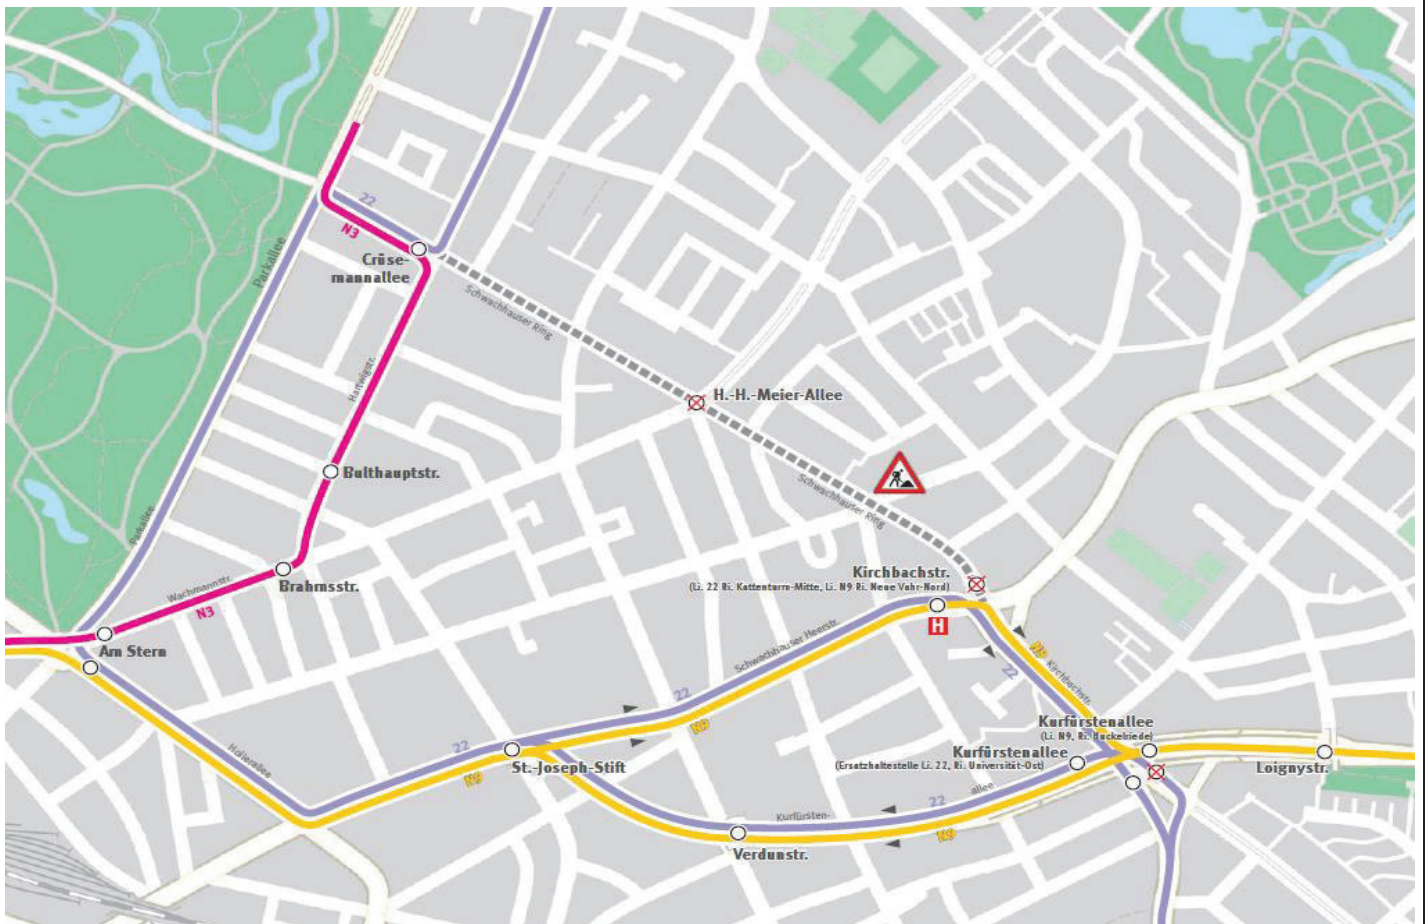 22
N3
Parkallee
Crüse-
mannallee
Schwachhauser Ring
Hartwigstr.
H.-H.-Meier-Allee
Bulthauptstr.
Schwachhauser Ring
Parkallee
Kirchbachstr.
(Li. 22 Ri. Kattenturm-Mitte, Li. N9 Ri. Neue Vahr-Nord)
Brahmsstr.
Wachmannstr.
N3
H
Schwachhauser Heerstr.
Am Stern
Kirchbachstr.
22
22
N9
Kurfürstenallee
(Li. N9, Ri. Huckelriede)
Hollerallee
22
N9
St.-Joseph-Stift
Kurfürstenallee
(Ersatzhaltestelle Li. 22, Ri. Universität-Ost)
Loignystr.
Kurfürsten-
allee
22
N9
Verdunstr.